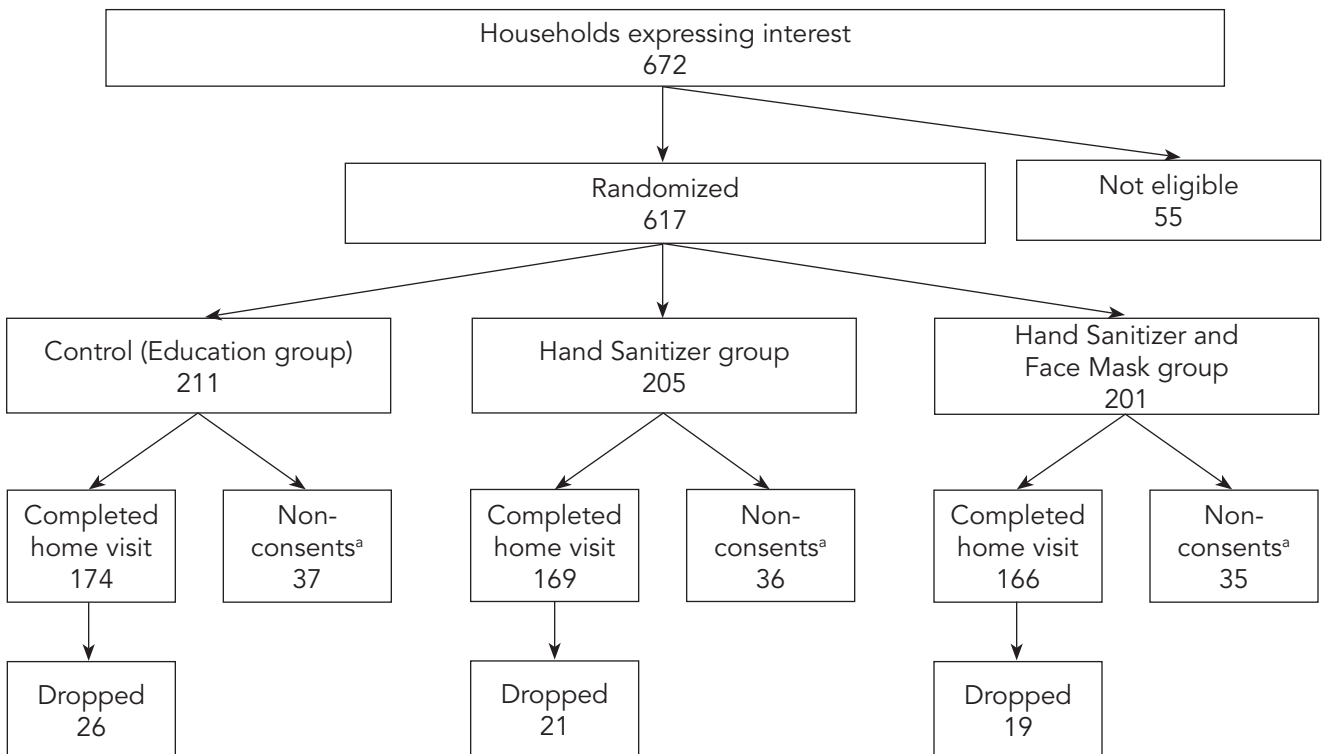 Households expressing interest
672
Randomized
617
Not eligible
55
Control (Education group)
211
Hand Sanitizer group
205
Hand Sanitizer and
Face Mask group
201
Completed
home visit
174
Non-
consentsᵃ
37
Completed
home visit
169
Non-
consentsᵃ
36
Completed
home visit
166
Non-
consentsᵃ
35
Dropped
26
Dropped
21
Dropped
19